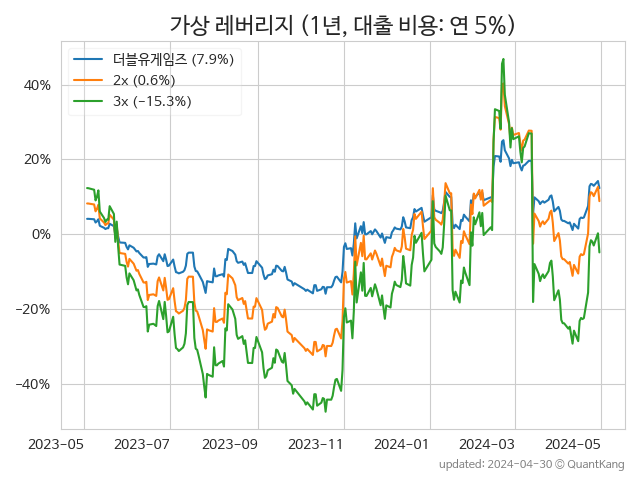 가상 레버리지 (1년, 대출 비용: 연 5%)
더블유게임즈 (7.9%)
2x (0.6%)
3x (−15.3%)
40%
20%
0%
−20%
−40%
2023-05
2023-07
2023-09
2023-11
2024-01
2024-03
2024-05
updated: 2024-04-30 © QuantKang